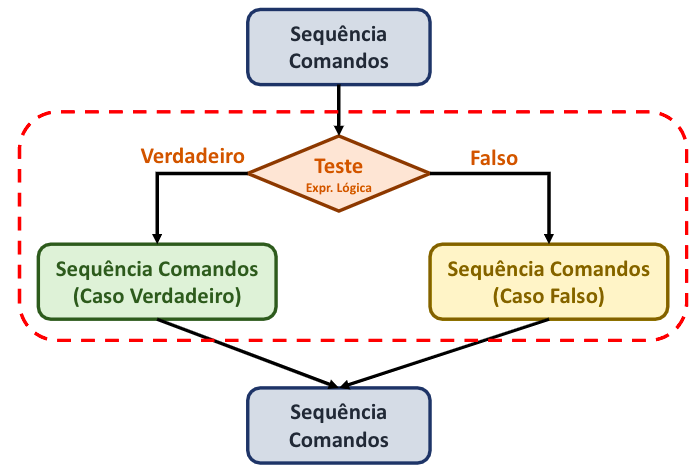 Sequência
Comandos
Verdadeiro
Falso
Teste
Expr. Lógica
Sequência Comandos
(Caso Verdadeiro)
Sequência Comandos
(Caso Falso)
Sequência
Comandos